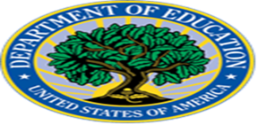 DEPARTMENT OF EDUCATION
UNITED STATES OF AMERICA